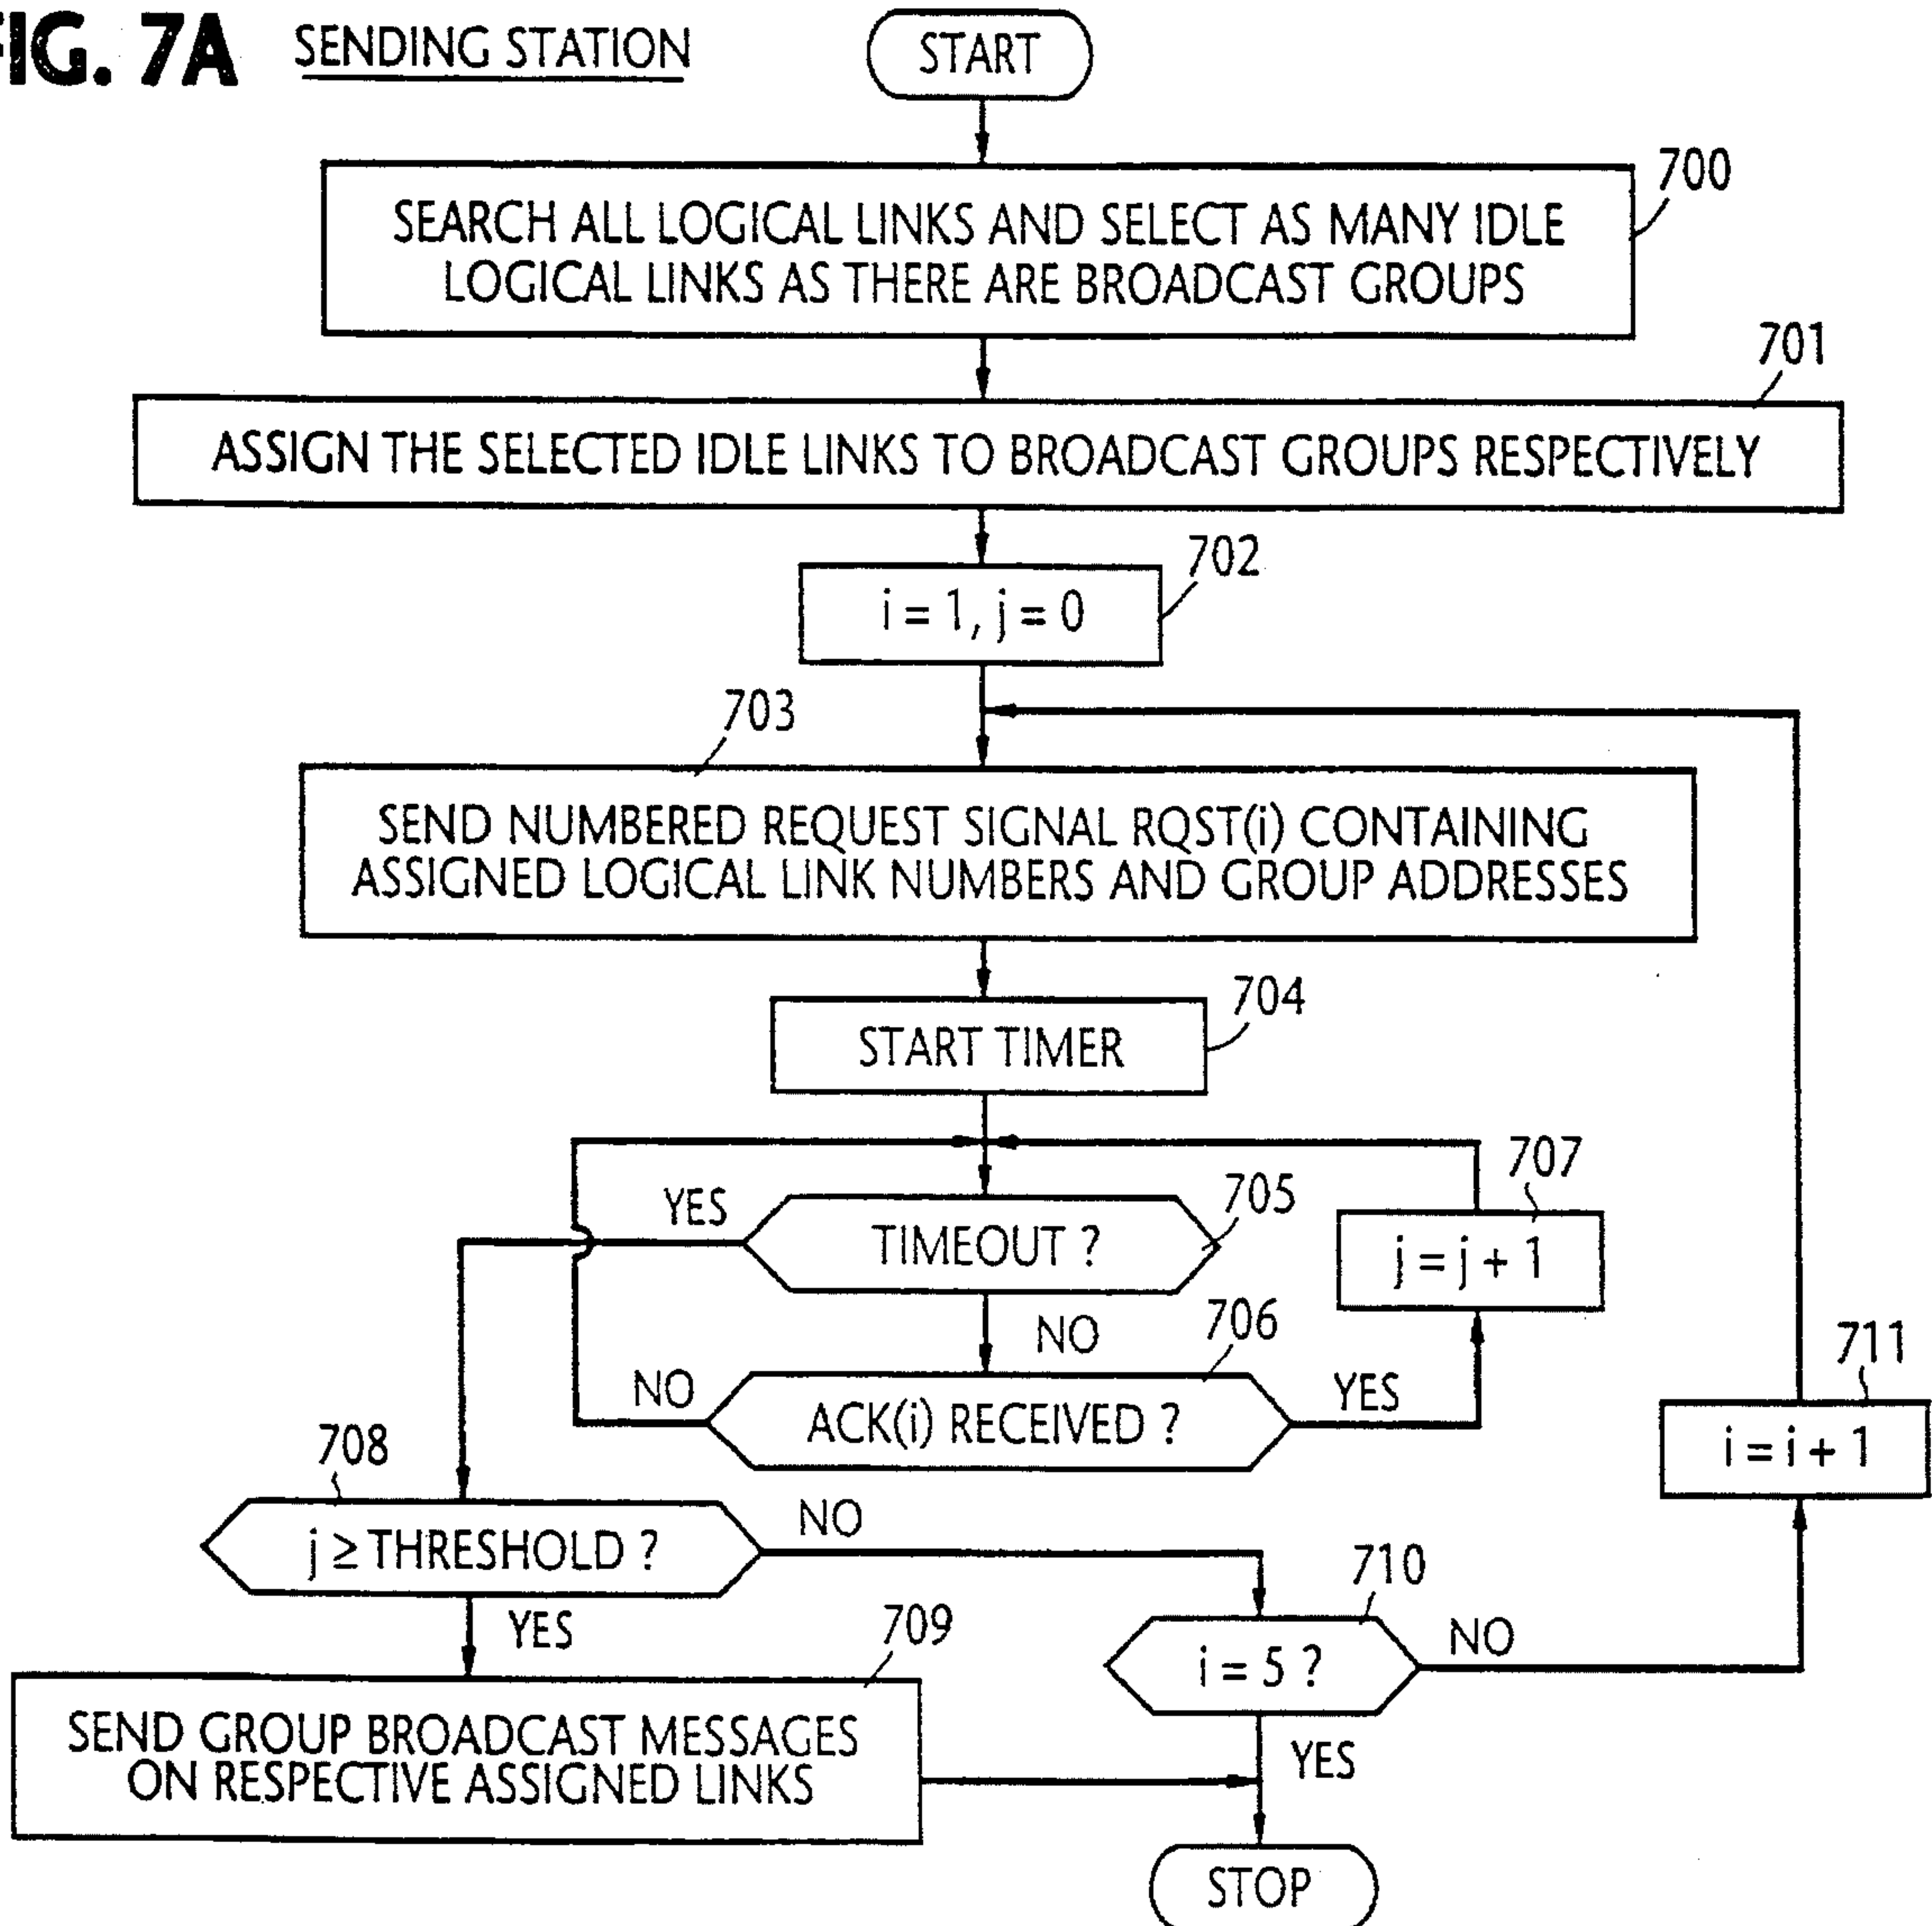 FIG. 7A SENDING STATION
START
700
SEARCH ALL LOGICAL LINKS AND SELECT AS MANY IDLE
LOGICAL LINKS AS THERE ARE BROADCAST GROUPS
701
ASSIGN THE SELECTED IDLE LINKS TO BROADCAST GROUPS RESPECTIVELY
702
i = 1, j = 0
703
SEND NUMBERED REQUEST SIGNAL RQST(i) CONTAINING
ASSIGNED LOGICAL LINK NUMBERS AND GROUP ADDRESSES
704
START TIMER
YES
705
TIMEOUT ?
707
j = j + 1
NO
706
NO
ACK(i) RECEIVED ?
YES
711
i = i + 1
708
j ≥ THRESHOLD ?
NO
YES
710
i = 5 ?
NO
709
SEND GROUP BROADCAST MESSAGES
ON RESPECTIVE ASSIGNED LINKS
YES
STOP